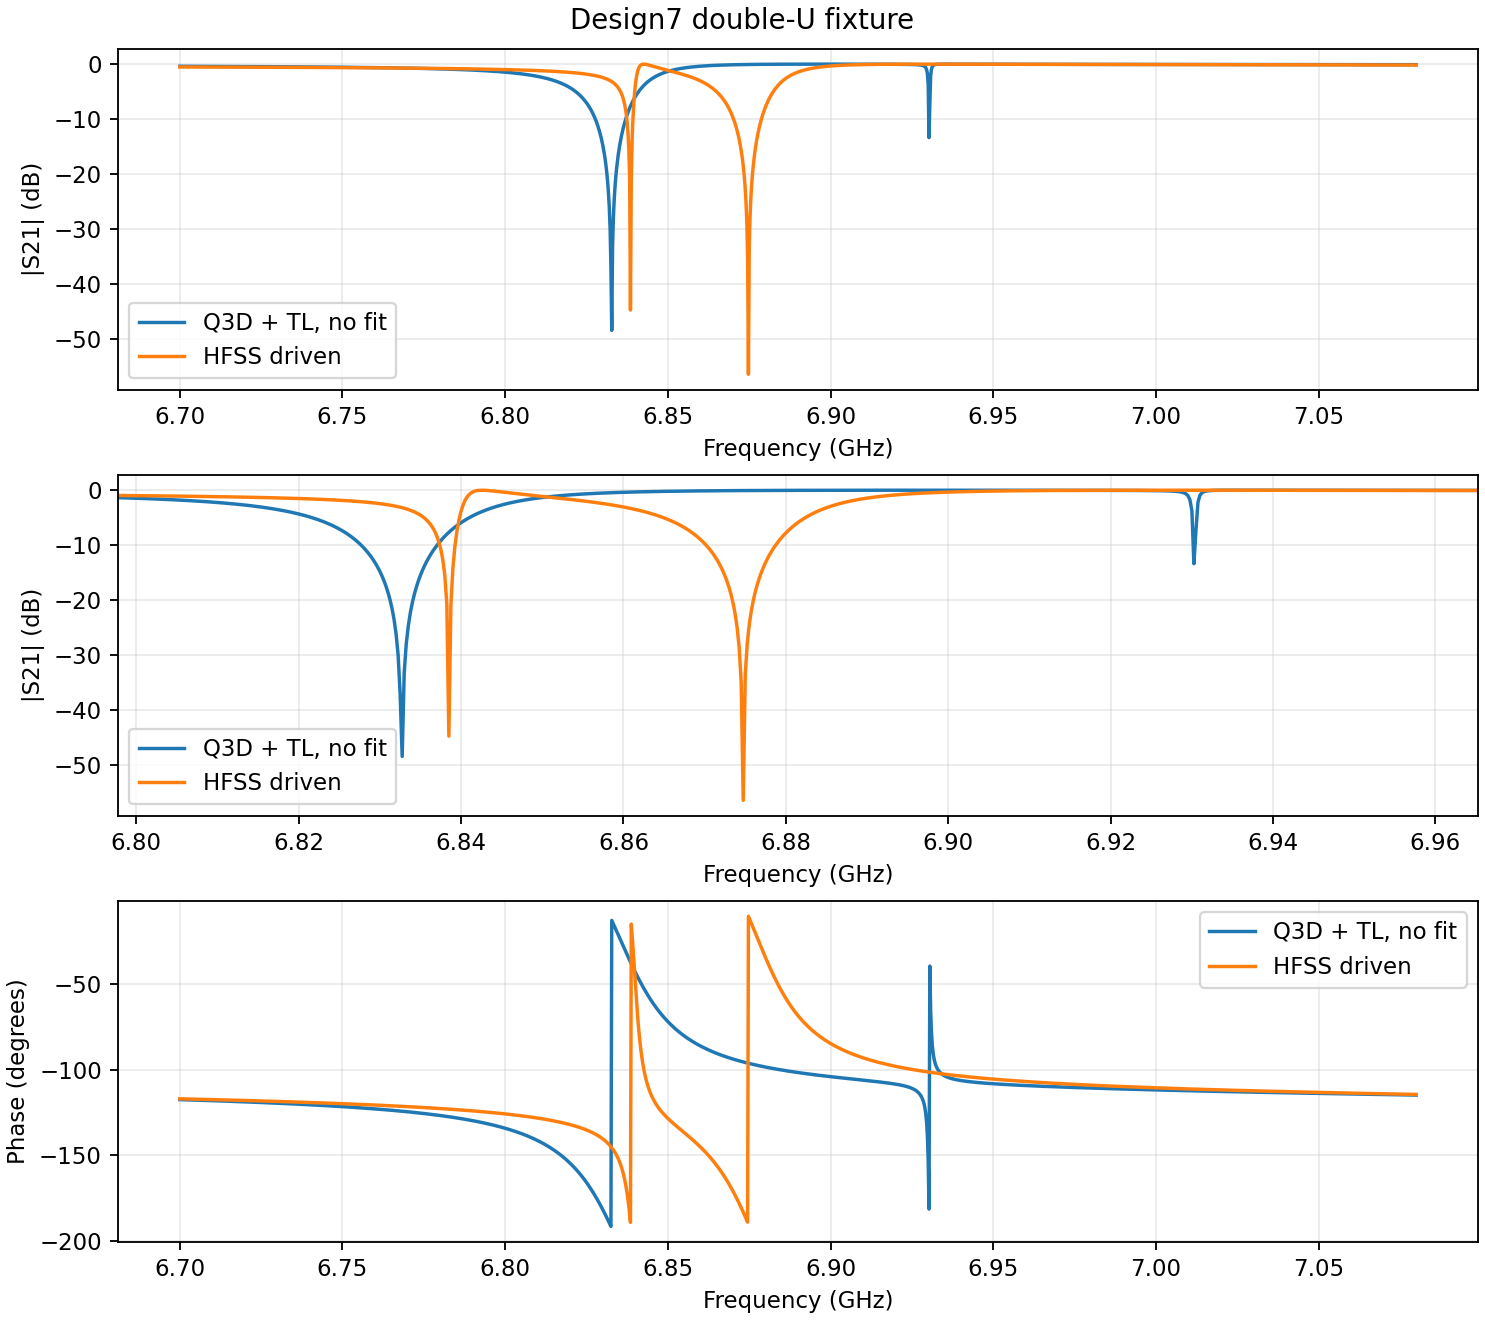 Design7 double-U fixture
|S21| (dB)
0
−10
−20
−30
−40
−50
Q3D + TL, no fit
HFSS driven
6.70 6.75 6.80 6.85 6.90 6.95 7.00 7.05
Frequency (GHz)
|S21| (dB)
0
−10
−20
−30
−40
−50
Q3D + TL, no fit
HFSS driven
6.80 6.82 6.84 6.86 6.88 6.90 6.92 6.94 6.96
Frequency (GHz)
Phase (degrees)
−50
−100
−150
−200
Q3D + TL, no fit
HFSS driven
6.70 6.75 6.80 6.85 6.90 6.95 7.00 7.05
Frequency (GHz)